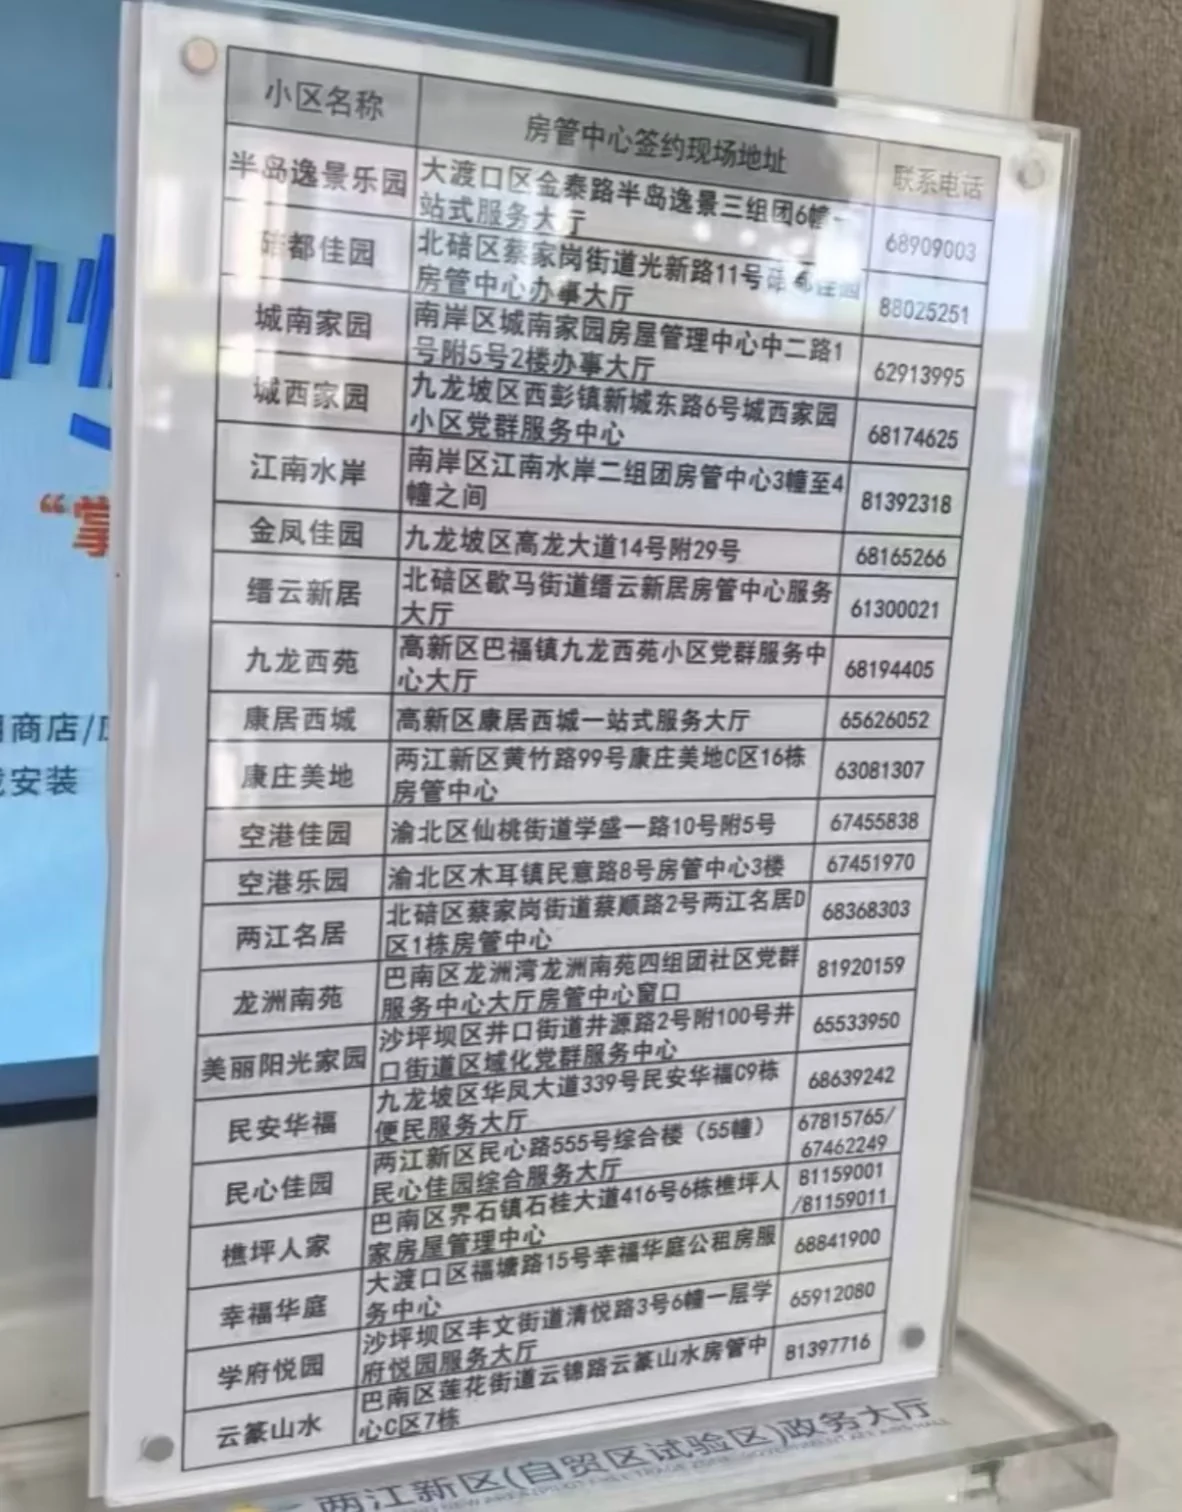 小区名称
房管中心签约现场地址
联系电话
半岛逸景乐园
大渡口区金泰路半岛逸景三组团6幢一
站式服务大厅
68909003
碚都佳园
北碚区蔡家岗街道光新路11号碚都佳园
房管中心办事大厅
88025251
城南家园
南岸区城南家园房屋管理中心中二路1
号附5号2楼办事大厅
62913995
城西家园
九龙坡区西彭镇新城东路6号城西家园
小区党群服务中心
68174625
江南水岸
南岸区江南水岸二组团房管中心3幢至4
幢之间
81392318
金凤佳园
九龙坡区高龙大道14号附29号
68165266
缙云新居
北碚区歇马街道缙云新居房管中心服务
大厅
61300021
九龙西苑
高新区巴福镇九龙西苑小区党群服务中
心大厅
68194405
康居西城
高新区康居西城一站式服务大厅
65626052
康庄美地
两江新区黄竹路99号康庄美地C区16栋
房管中心
63081307
空港佳园
渝北区仙桃街道学盛一路10号附5号
67455838
空港乐园
渝北区木耳镇民意路8号房管中心3楼
67451970
两江名居
北碚区蔡家岗街道蔡顺路2号两江名居D
区1栋房管中心
68368303
龙洲南苑
巴南区龙洲湾龙洲南苑四组团社区党群
服务中心大厅房管中心窗口
81920159
美丽阳光家园
沙坪坝区井口街道井源路2号附100号井
口街道区域化党群服务中心
65533950
民安华福
九龙坡区华凤大道339号民安华福C9栋
便民服务大厅
68639242
民心佳园
两江新区民心路555号综合楼（55幢）
民心佳园综合服务大厅
67815765/
67462249
樵坪人家
巴南区界石镇石桂大道416号6栋樵坪人
家房屋管理中心
81159001
/81159011
幸福华庭
大渡口区福塘路15号幸福华庭公租房服
务中心
68841900
学府悦园
沙坪坝区丰文街道清悦路3号6幢一层学
府悦园服务大厅
65912080
云篆山水
巴南区莲花街道云锦路云篆山水房管中
心C区7栋
81397716
两江新区(自贸区试验区)政务大厅
“掌
商店/
安装